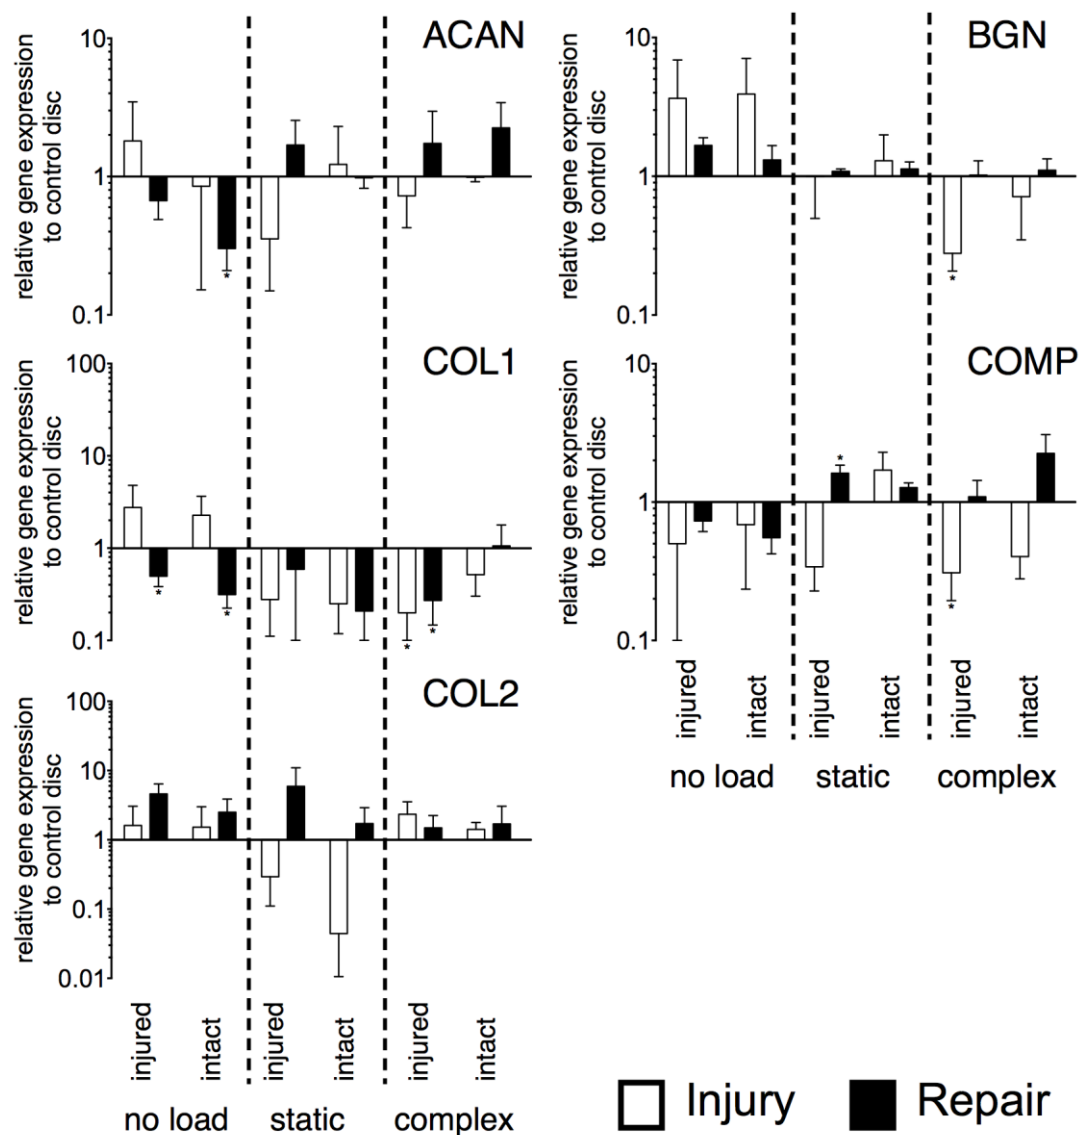 ACAN
relative gene expression
to control disc
10
1
0.1
*
BGN
relative gene expression
to control disc
10
1
0.1
*
COL1
relative gene expression
to control disc
100
10
1
0.1
*
*
*
*
COMP
relative gene expression
to control disc
10
1
0.1
*
*
injured
intact
injured
intact
injured
intact
no load
static
complex
COL2
relative gene expression
to control disc
100
10
1
0.1
0.01
injured
intact
injured
intact
injured
intact
no load
static
complex
Injury
Repair